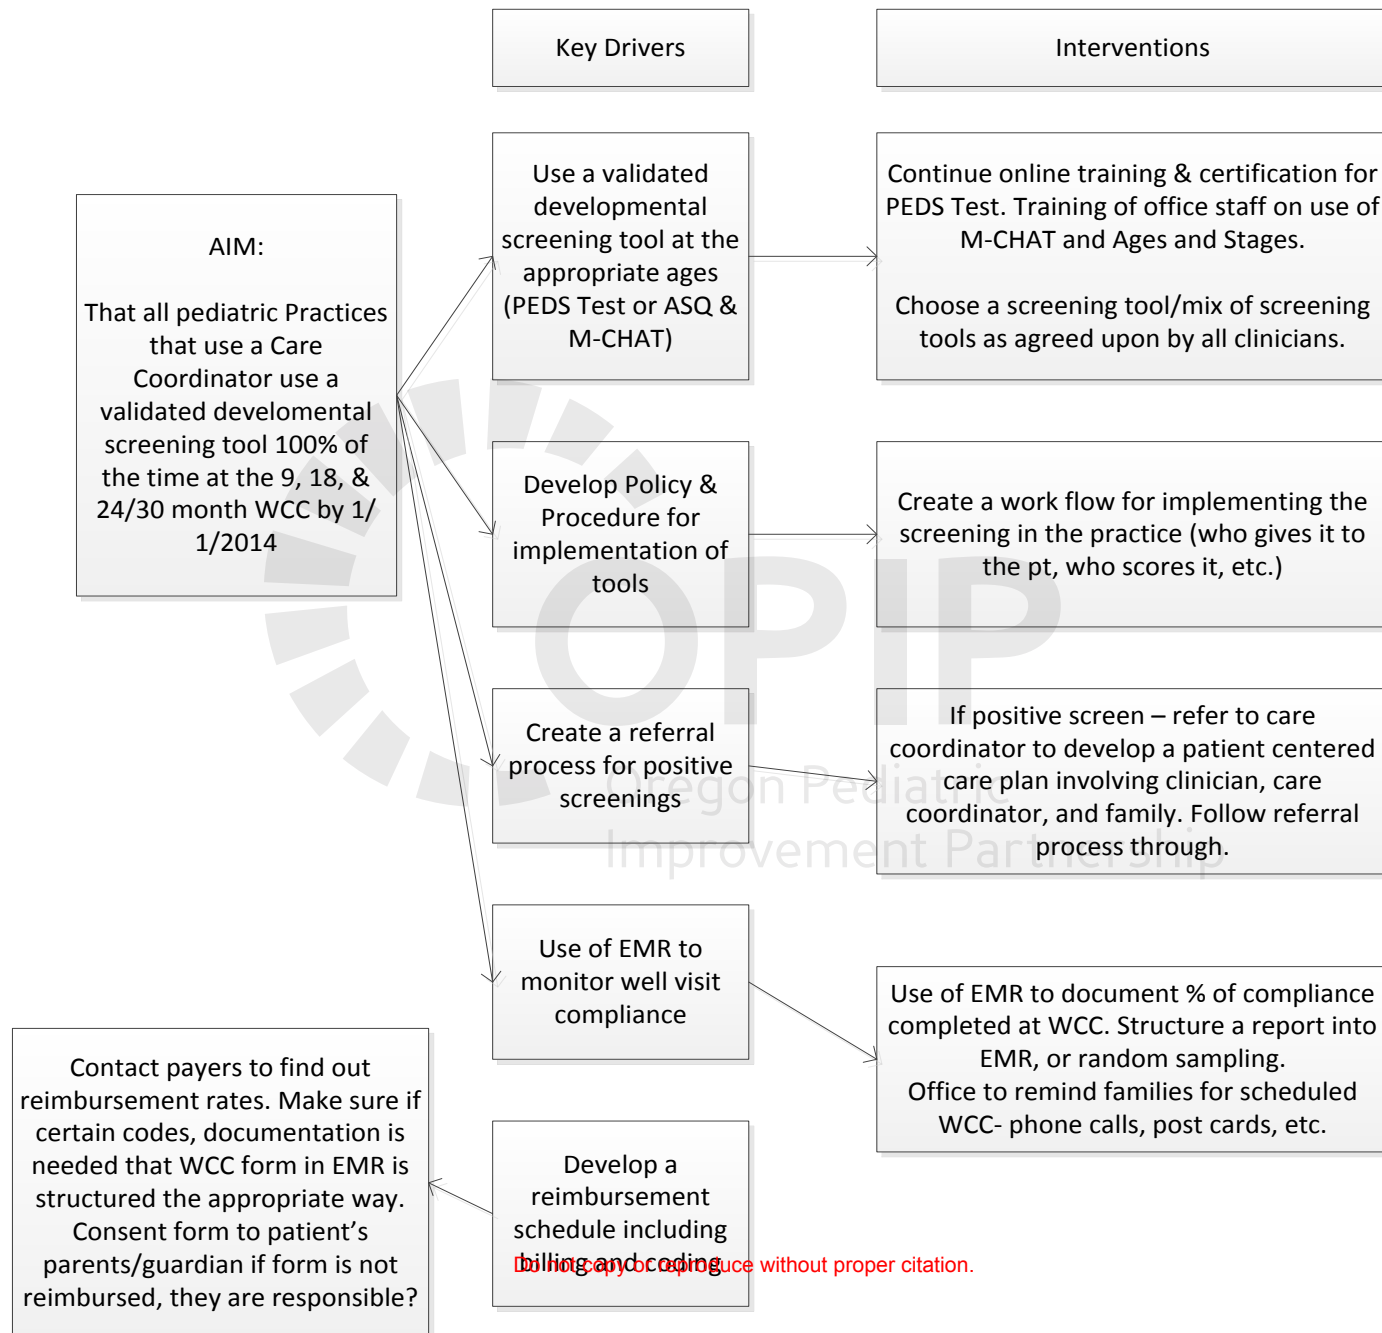 Key Drivers
Interventions
AIM:
That all pediatric Practices
that use a Care
Coordinator use a
validated develomental
screening tool 100% of
the time at the 9, 18, &
24/30 month WCC by 1/
1/2014
Use a validated
developmental
screening tool at the
appropriate ages
(PEDS Test or ASQ &
M-CHAT)
Continue online training & certification for
PEDS Test. Training of office staff on use of
M-CHAT and Ages and Stages.
Choose a screening tool/mix of screening
tools as agreed upon by all clinicians.
Develop Policy &
Procedure for
implementation of
tools
Create a work flow for implementing the
screening in the practice (who gives it to
the pt, who scores it, etc.)
OPIP
Oregon Pediatric
Improvement Partnership
Create a referral
process for positive
screenings
If positive screen – refer to care
coordinator to develop a patient centered
care plan involving clinician, care
coordinator, and family. Follow referral
process through.
Use of EMR to
monitor well visit
compliance
Use of EMR to document % of compliance
completed at WCC. Structure a report into
EMR, or random sampling.
Office to remind families for scheduled
WCC- phone calls, post cards, etc.
Contact payers to find out
reimbursement rates. Make sure if
certain codes, documentation is
needed that WCC form in EMR is
structured the appropriate way.
Consent form to patient’s
parents/guardian if form is not
reimbursed, they are responsible?
Develop a
reimbursement
schedule including
billing and coding
Do not copy or reproduce without proper citation.